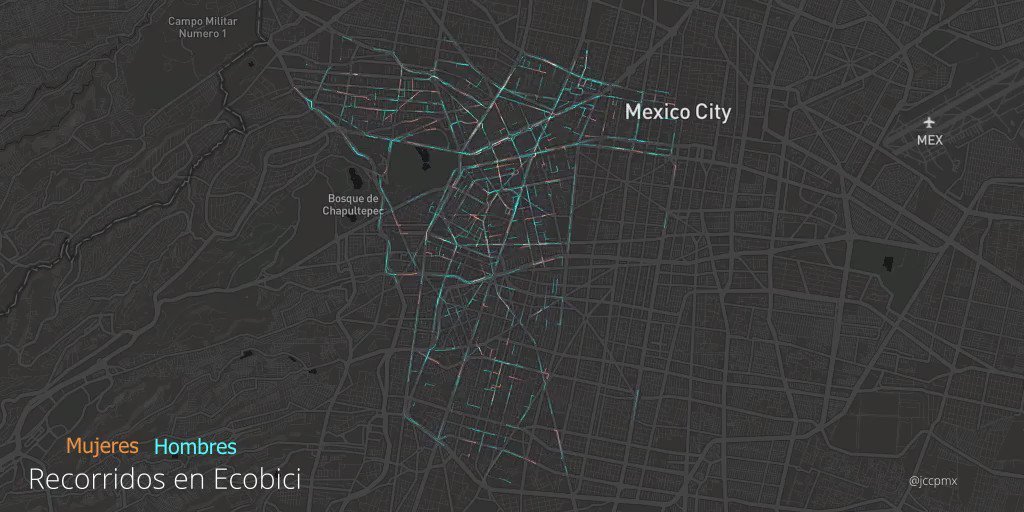 Campo Militar
Numero 1
Mexico City
MEX
Bosque de
Chapultepec
Mujeres Hombres
Recorridos en Ecobici
@jccpmx